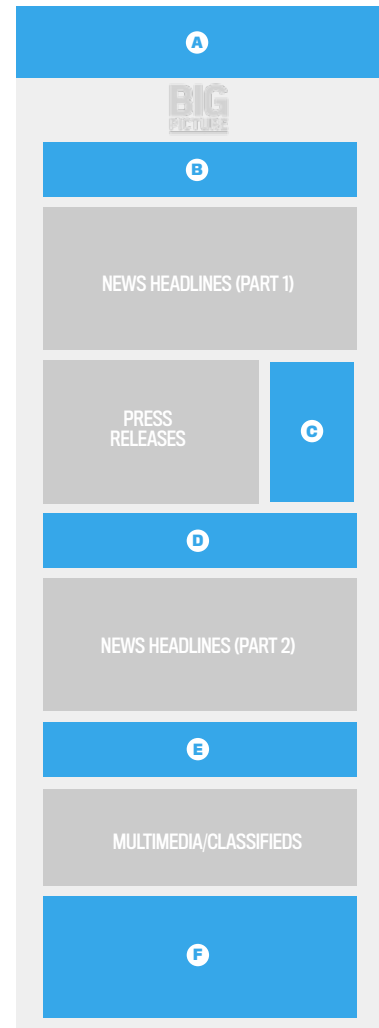 A
BIG
PICTURE
B
NEWS HEADLINES (PART 1)
PRESS
RELEASES
C
D
NEWS HEADLINES (PART 2)
E
MULTIMEDIA/CLASSIFIEDS
F